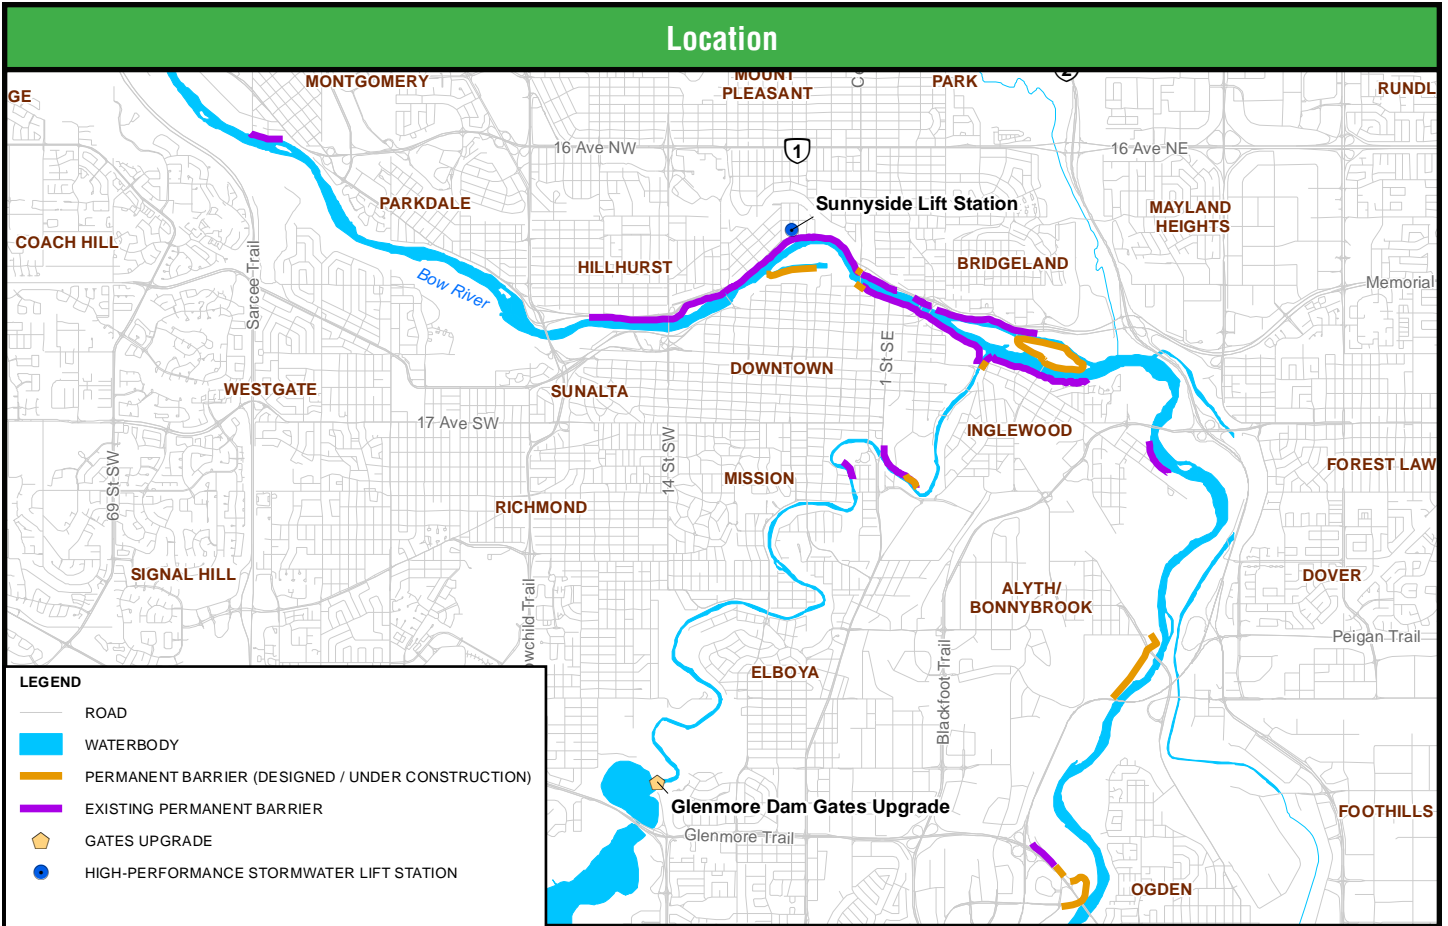 Location
MONTGOMERY
MOUNT
PLEASANT
PARK
2
RUNDL
GE
16 Ave NW
1
16 Ave NE
PARKDALE
Sunnyside Lift Station
MAYLAND
HEIGHTS
COACH HILL
Sarcee Trail
Bow River
HILLHURST
BRIDGELAND
Memorial
DOWNTOWN
1 St SE
WESTGATE
SUNALTA
17 Ave SW
INGLEWOOD
14 St SW
MISSION
FOREST LAW
69 St SW
RICHMOND
SIGNAL HILL
ALYTH/
BONNYBROOK
DOVER
owchild Trail
Peigan Trail
ELBOYA
Blackfoot Trail
Glenmore Dam Gates Upgrade
Glenmore Trail
FOOTHILLS
OGDEN
LEGEND
ROAD
WATERBODY
PERMANENT BARRIER (DESIGNED / UNDER CONSTRUCTION)
EXISTING PERMANENT BARRIER
GATES UPGRADE
HIGH-PERFORMANCE STORMWATER LIFT STATION